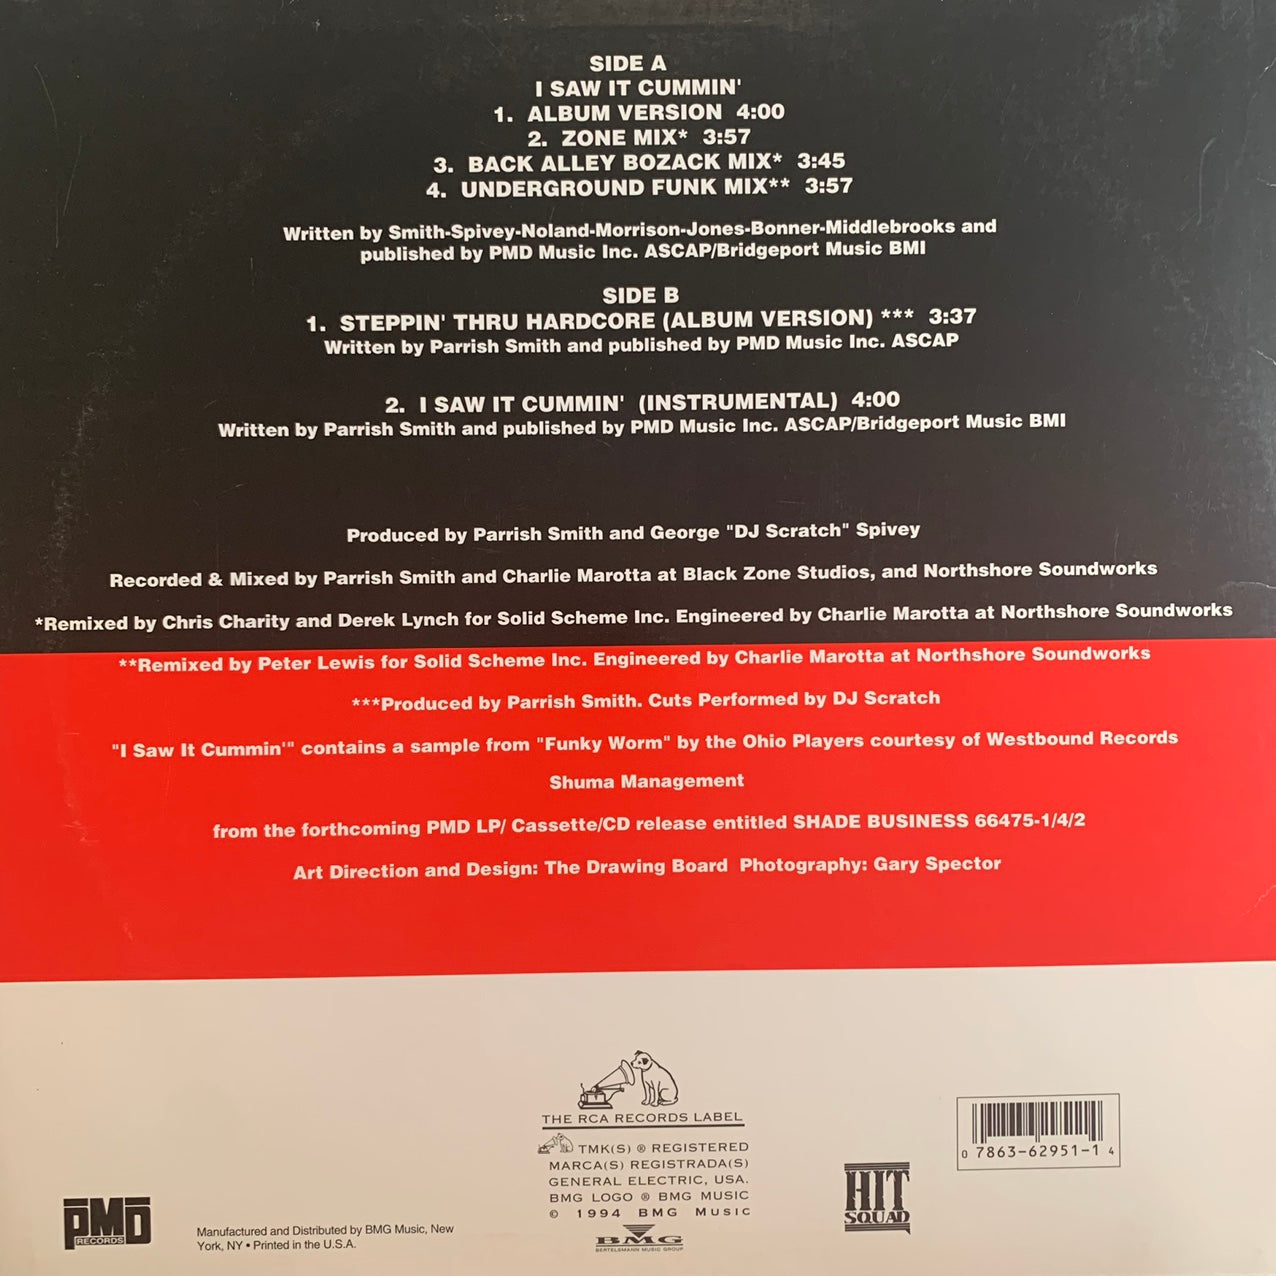 SIDE A
I SAW IT CUMMIN'
1. ALBUM VERSION 4:00
2. ZONE MIX* 3:57
3. BACK ALLEY BOZACK MIX* 3:45
4. UNDERGROUND FUNK MIX** 3:57
Written by Smith-Spivey-Noland-Morrison-Jones-Bonner-Middlebrooks and
published by PMD Music Inc. ASCAP/Bridgeport Music BMI
SIDE B
1. STEPPIN' THRU HARDCORE (ALBUM VERSION) *** 3:37
Written by Parrish Smith and published by PMD Music Inc. ASCAP
2. I SAW IT CUMMIN' (INSTRUMENTAL) 4:00
Written by Parrish Smith and published by PMD Music Inc. ASCAP/Bridgeport Music BMI
Produced by Parrish Smith and George "DJ Scratch" Spivey
Recorded & Mixed by Parrish Smith and Charlie Marotta at Black Zone Studios, and Northshore Soundworks
*Remixed by Chris Charity and Derek Lynch for Solid Scheme Inc. Engineered by Charlie Marotta at Northshore Soundworks
**Remixed by Peter Lewis for Solid Scheme Inc. Engineered by Charlie Marotta at Northshore Soundworks
***Produced by Parrish Smith. Cuts Performed by DJ Scratch
"I Saw It Cummin'" contains a sample from "Funky Worm" by the Ohio Players courtesy of Westbound Records
Shuma Management
from the forthcoming PMD LP/ Cassette/CD release entitled SHADE BUSINESS 66475-1/4/2
Art Direction and Design: The Drawing Board Photography: Gary Spector
THE RCA RECORDS LABEL
TMK(S) ® REGISTERED
MARCA(S) REGISTRADA(S)
GENERAL ELECTRIC, USA.
BMG LOGO ® BMG MUSIC
© 1994 BMG MUSIC
BMG
BERTELSMANN MUSIC GROUP
0 7863-62951-1 4
HIT
SQUAD
PMD
RECORDS
Manufactured and Distributed by BMG Music, New
York, NY • Printed in the U.S.A.